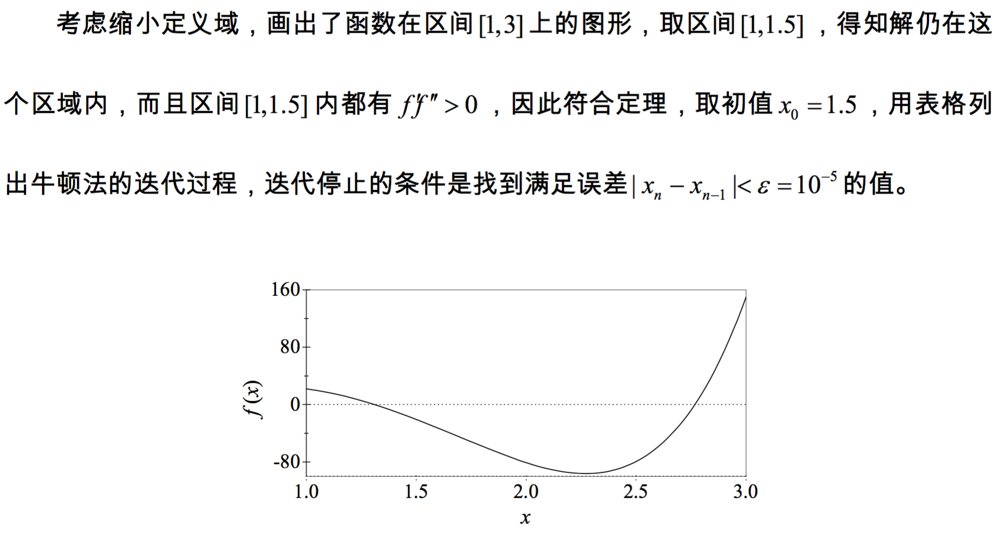 考虑缩小定义域，画出了函数在区间[1,3]上的图形，取区间[1,1.5]，得知解仍在这
个区域内，而且区间[1,1.5]内都有 f'f" > 0 ，因此符合定理，取初值 x₀ = 1.5 ，用表格列
出牛顿法的迭代过程，迭代停止的条件是找到满足误差| xₙ − xₙ₋₁ |< ε = 10⁻⁵ 的值。
160
80
0
-80
f (x)
1.0 1.5 2.0 2.5 3.0
x